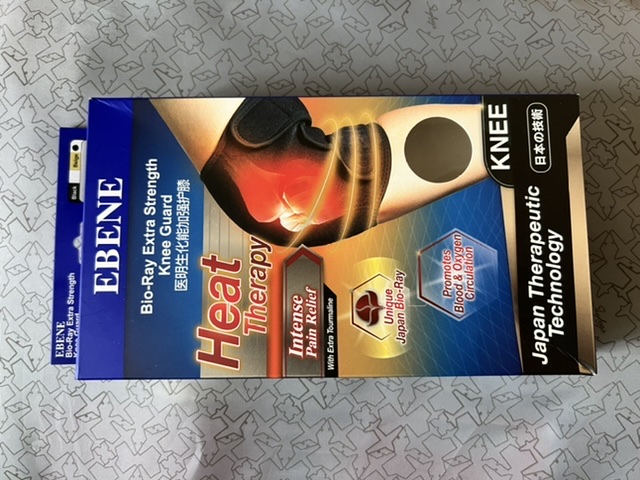 EBENE
Bio-Ray Extra Strength
Knee Guard
医明生化能加强护膝
Heat
Therapy
Intense
Pain Relief
With Extra Tourmaline
Unique
Japan Bio-Ray
Promotes
Blood & Oxygen
Circulation
KNEE
日本の技術
Japan Therapeutic
Technology
Black
Beige
EBENE
Bio-Ray Extra Strength
Knee Guard